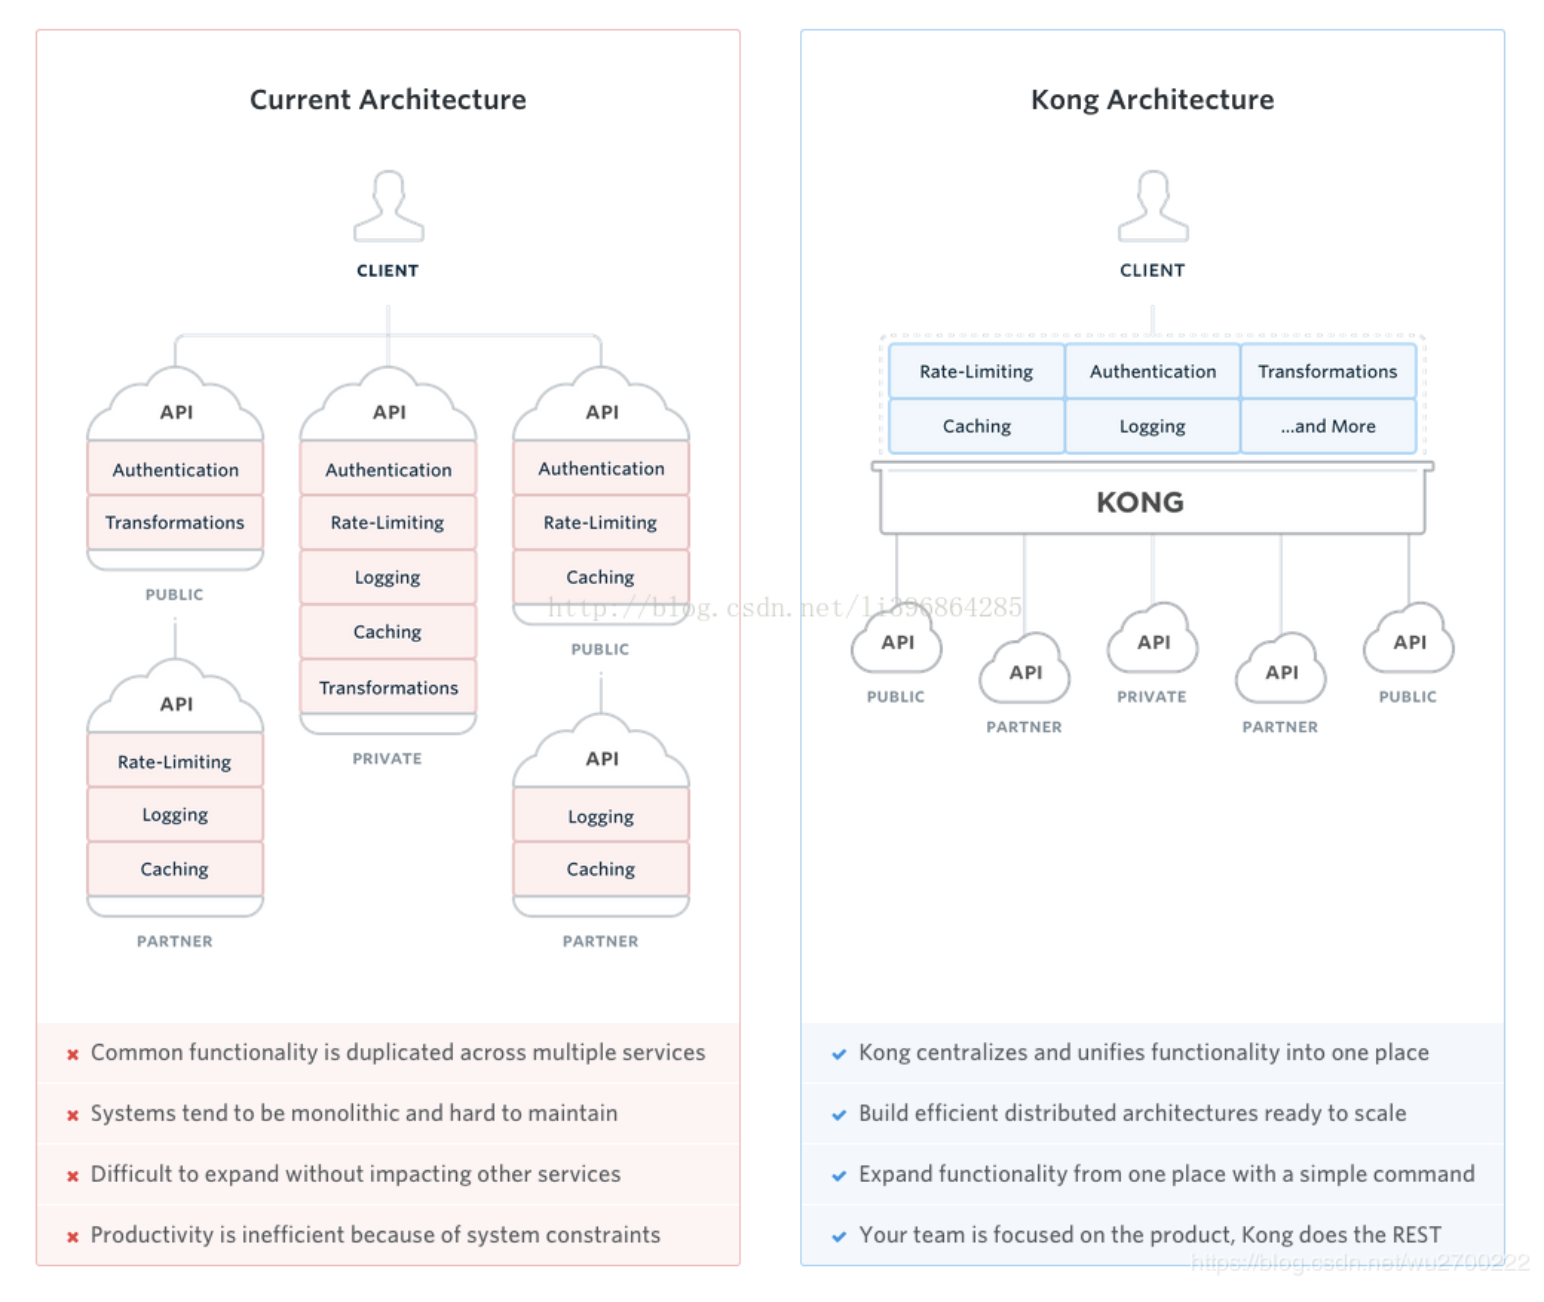 Current Architecture
CLIENT
API
Authentication
Transformations
PUBLIC
API
Rate-Limiting
Logging
Caching
PARTNER
API
Authentication
Rate-Limiting
Logging
Caching
Transformations
PRIVATE
API
Authentication
Rate-Limiting
Caching
PUBLIC
API
Logging
Caching
PARTNER
Common functionality is duplicated across multiple services
Systems tend to be monolithic and hard to maintain
Difficult to expand without impacting other services
Productivity is inefficient because of system constraints
Kong Architecture
CLIENT
Rate-Limiting
Authentication
Transformations
Caching
Logging
...and More
KONG
API
PUBLIC
API
PARTNER
API
PRIVATE
API
PARTNER
API
PUBLIC
Kong centralizes and unifies functionality into one place
Build efficient distributed architectures ready to scale
Expand functionality from one place with a simple command
Your team is focused on the product, Kong does the REST
http://blog.csdn.net/li396864285
https://blog.csdn.net/wu2700222